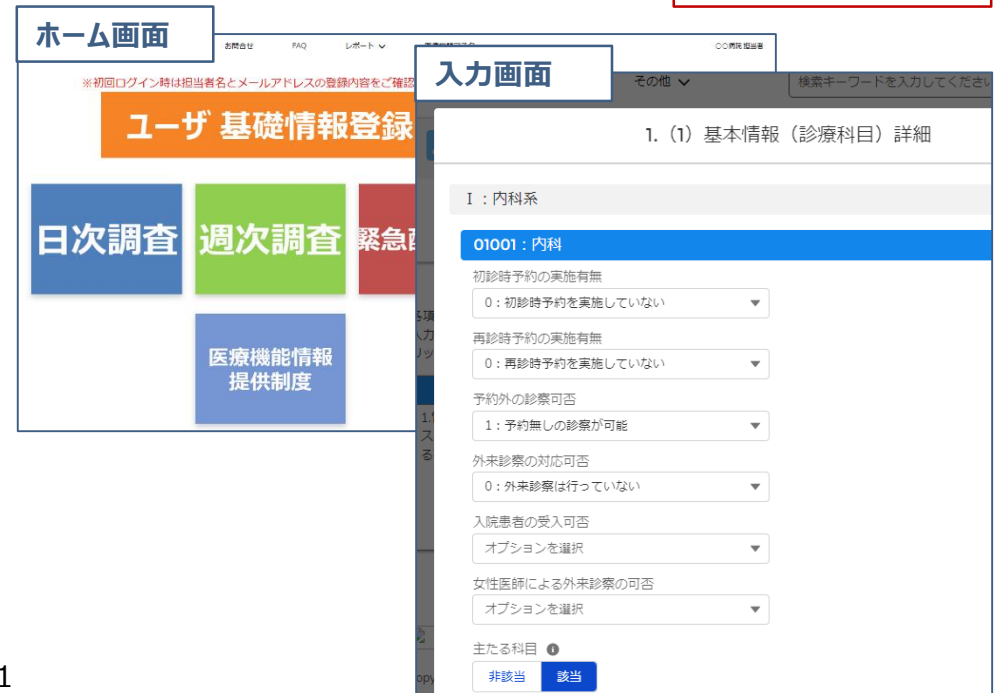 ホーム画面
お問合せ FAQ レポート
○○病院 担当者
※初回ログイン時は担当者名とメールアドレスの登録内容をご確認
ユーザ 基礎情報登録
日次調査
週次調査
緊急
医療機能情報
提供制度
入力画面
その他
検索キーワードを入力してください
1.（1）基本情報（診療科目）詳細
Ⅰ：内科系
01001：内科
初診時予約の実施有無
0：初診時予約を実施していない
再診時予約の実施有無
0：再診時予約を実施していない
予約外の診察可否
1：予約無しの診察が可能
外来診察の対応可否
0：外来診察は行っていない
入院患者の受入可否
オプションを選択
女性医師による外来診察の可否
オプションを選択
主たる科目
非該当 該当
1